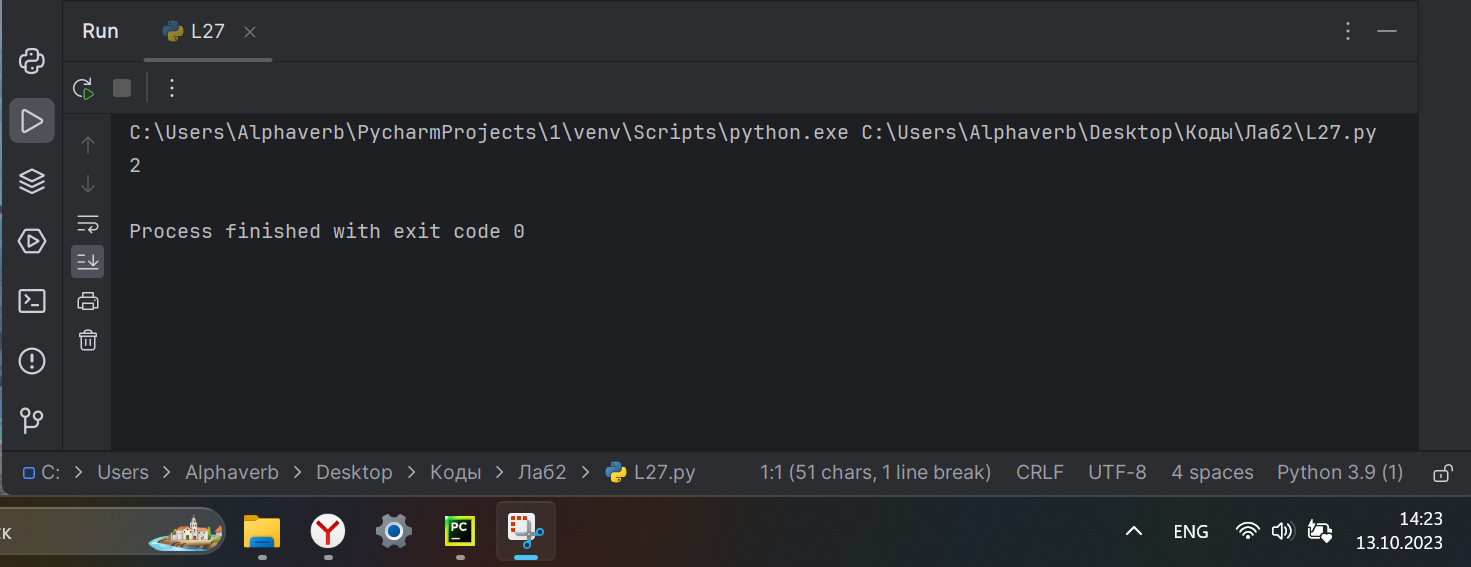 Run L27
C:\Users\Alphaverb\PycharmProjects\1\venv\Scripts\python.exe C:\Users\Alphaverb\Desktop\Коды\Лаб2\L27.py
2
Process finished with exit code 0
C: > Users > Alphaverb > Desktop > Коды > Лаб2 > L27.py 1:1 (51 chars, 1 line break) CRLF UTF-8 4 spaces Python 3.9 (1)
PC
ск ENG 14:23
13.10.2023